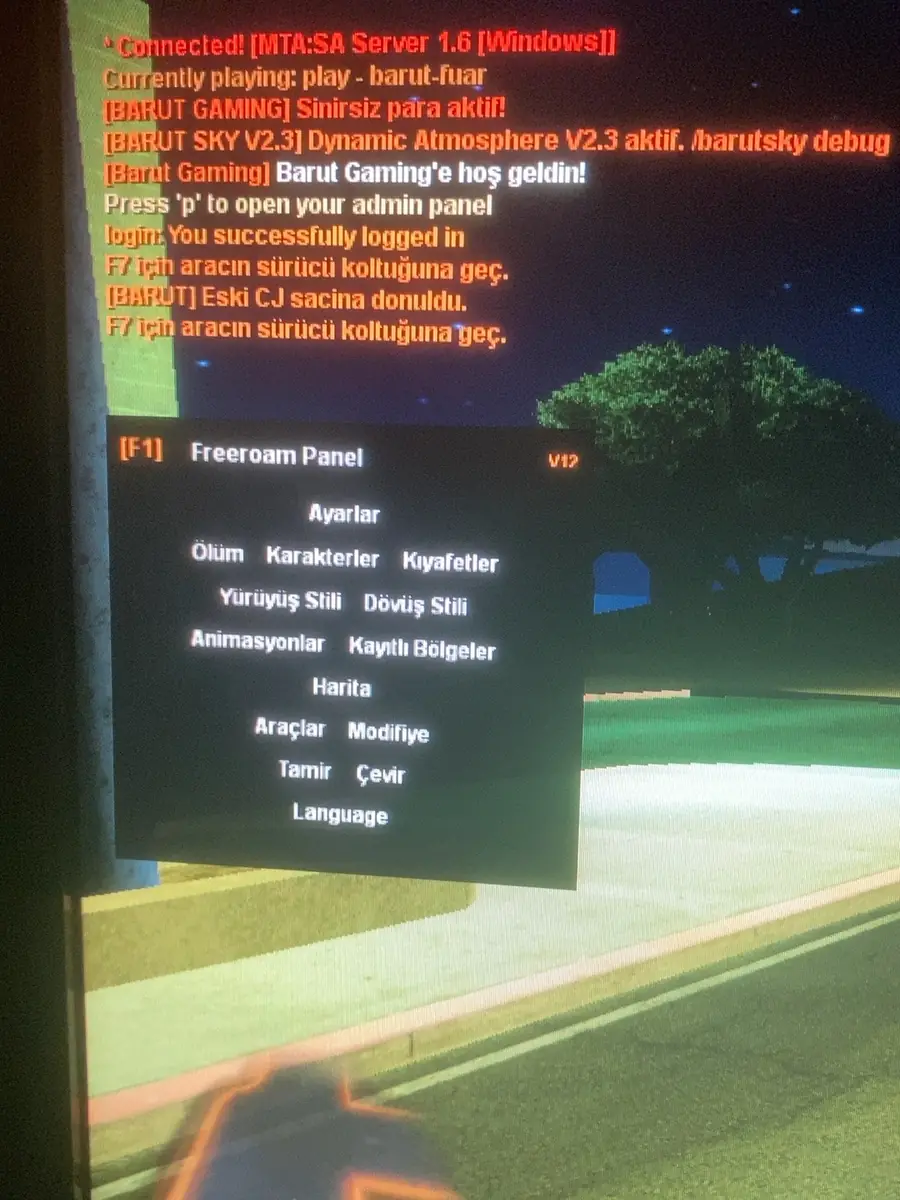 * Connected! [MTA:SA Server 1.6 [Windows]]
Currently playing: play - barut-fuar
[BARUT GAMING] Sinirsiz para aktif!
[BARUT SKY V2.3] Dynamic Atmosphere V2.3 aktif. /barutsky debug
[Barut Gaming] Barut Gaming'e hoş geldin!
Press 'p' to open your admin panel
login: You successfully logged in
F7 için aracın sürücü koltuğuna geç.
[BARUT] Eski CJ sacina donuldu.
F7 için aracın sürücü koltuğuna geç.
[F1] Freeroam Panel V12
Ayarlar
Ölüm Karakterler Kıyafetler
Yürüyüş Stili Dövüş Stili
Animasyonlar Kayıtlı Bölgeler
Harita
Araçlar Modifiye
Tamir Çevir
Language